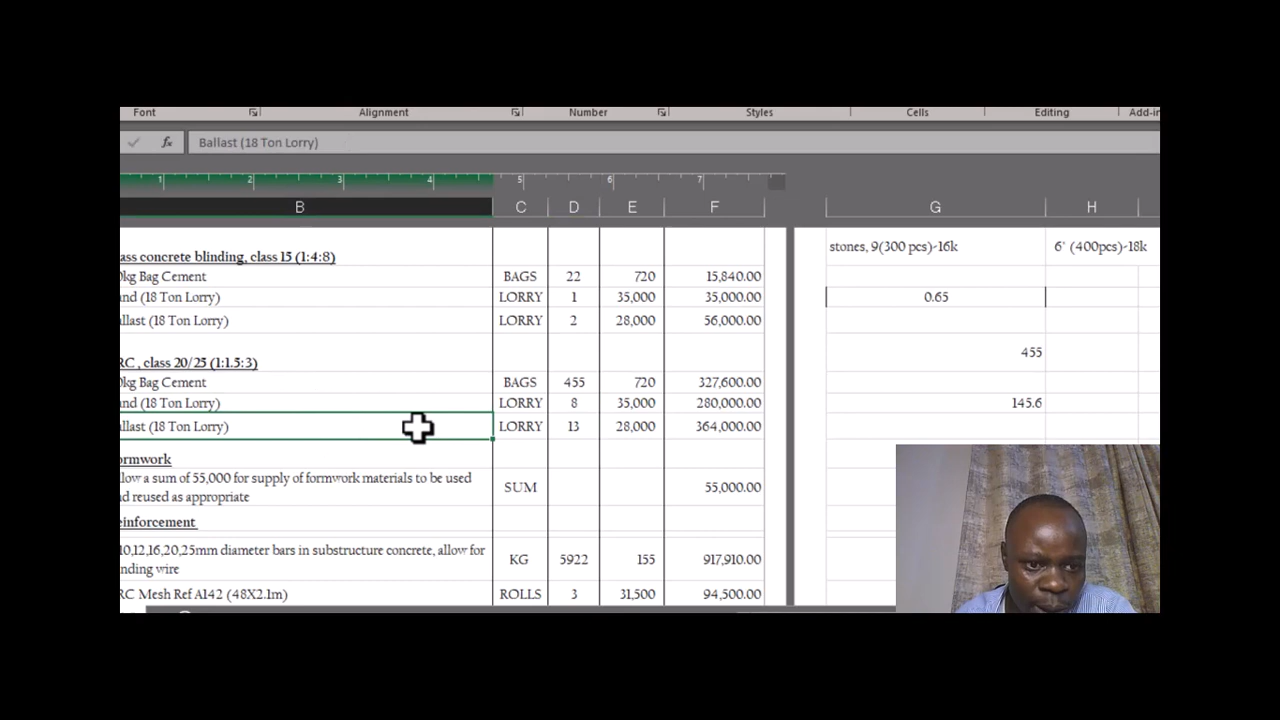 Font Alignment Number Styles Cells Editing
Ballast (18 Ton Lorry)
1 2 3 4 5 6 7
B C D E F G H
stones, 9(300 pcs)-16k 6" (400pcs)-18k
ass concrete blinding, class 15 (1:4:8)
0kg Bag Cement BAGS 22 720 15,840.00
and (18 Ton Lorry) LORRY 1 35,000 35,000.00 0.65
allast (18 Ton Lorry) LORRY 2 28,000 56,000.00
455
RC , class 20/25 (1:1.5:3)
0kg Bag Cement BAGS 455 720 327,600.00
and (18 Ton Lorry) LORRY 8 35,000 280,000.00 145.6
allast (18 Ton Lorry) LORRY 13 28,000 364,000.00
ormwork
llow a sum of 55,000 for supply of formwork materials to be used
nd reused as appropriate SUM 55,000.00
einforcement
10,12,16,20,25mm diameter bars in substructure concrete, allow for
nding wire KG 5922 155 917,910.00
RC Mesh Ref A142 (48X2.1m) ROLLS 3 31,500 94,500.00